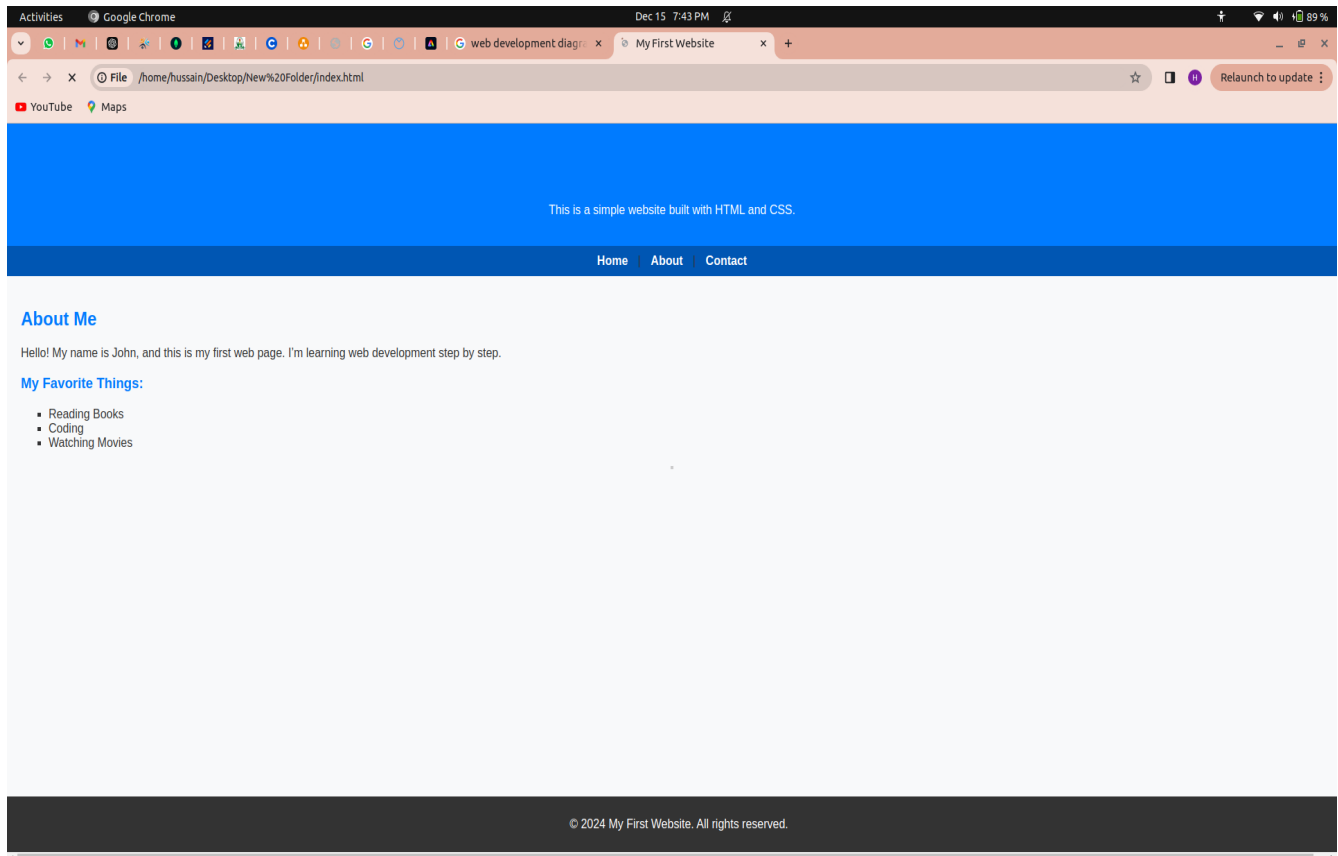 Activities Google Chrome Dec 15 7:43 PM 89 %
web development diagra My First Website
File /home/hussain/Desktop/New%20Folder/index.html H Relaunch to update
YouTube Maps
This is a simple website built with HTML and CSS.
Home | About | Contact
About Me
Hello! My name is John, and this is my first web page. I'm learning web development step by step.
My Favorite Things:
Reading Books
Coding
Watching Movies
© 2024 My First Website. All rights reserved.